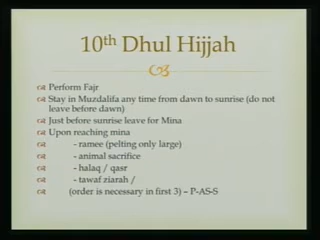 10th Dhul Hijjah
Perform Fajr
Stay in Muzdalifa any time from dawn to sunrise (do not
leave before dawn)
Just before sunrise leave for Mina
Upon reaching mina
- ramee (pelting only large)
- animal sacrifice
- halaq / qasr
- tawaf ziarah /
(order is necessary in first 3) – P-AS-S